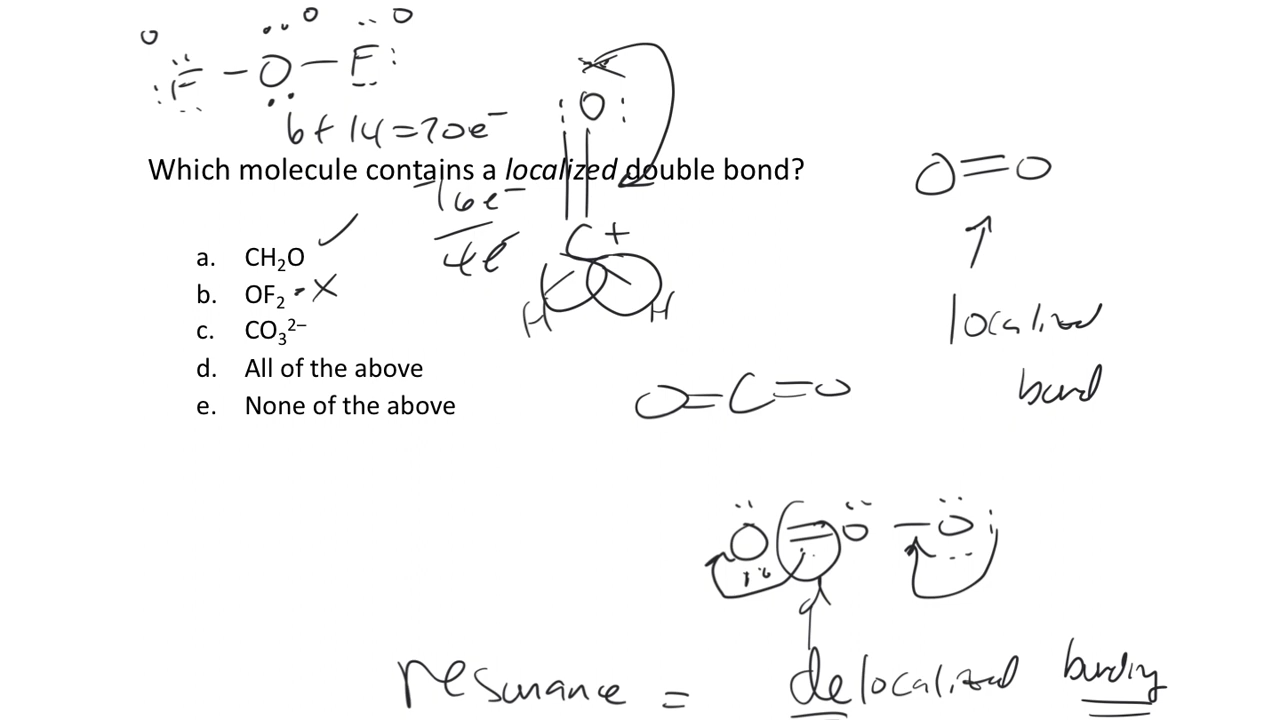 F – O – F
6 + 14 = 20e⁻
Which molecule contains a localized double bond?
–16e⁻
4e⁻
a. CH₂O ✓
b. OF₂ - X
c. CO₃²⁻
d. All of the above
e. None of the above
O
C +
H H
O=O
↑
localized
bond
O=C=O
O=O–O
resonance = delocalized bonding